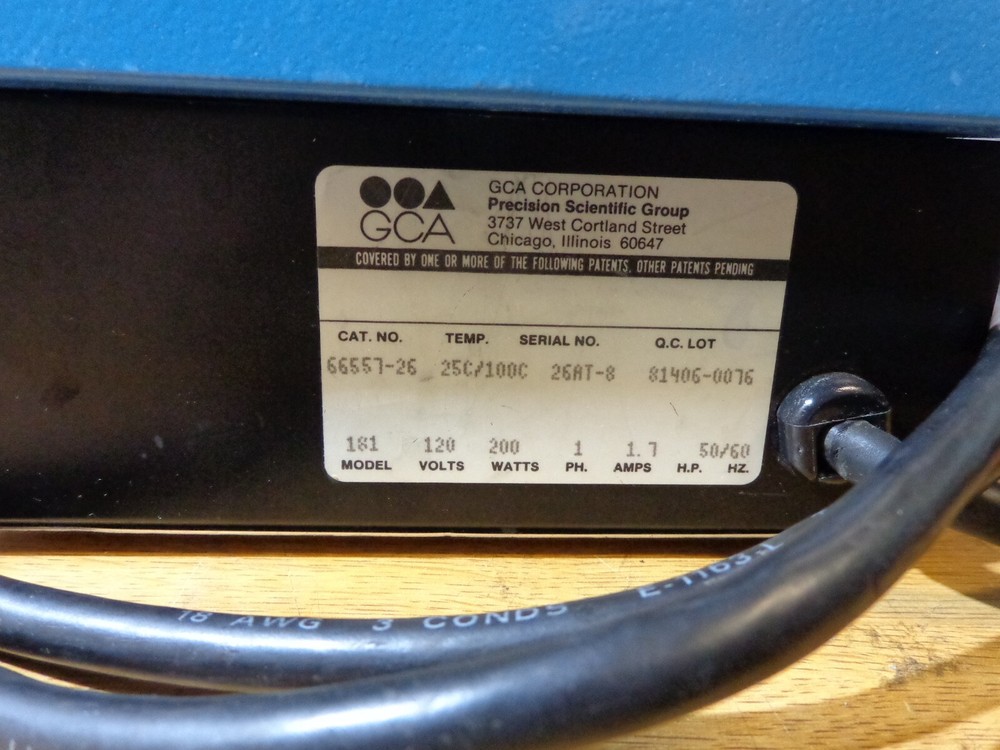 GCA
GCA CORPORATION
Precision Scientific Group
3737 West Cortland Street
Chicago, Illinois 60647
COVERED BY ONE OR MORE OF THE FOLLOWING PATENTS. OTHER PATENTS PENDING
CAT. NO. TEMP. SERIAL NO. Q.C. LOT
66557-26 25C/100C 26AT-8 81406-0076
181 120 200 1 1.7 50/60
MODEL VOLTS WATTS PH. AMPS H.P. HZ.
18 AWG 3 CONDS